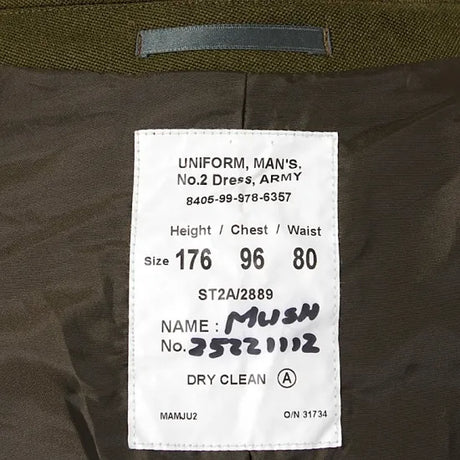 UNIFORM, MAN'S,
No.2 Dress, ARMY
8405-99-978-6357
Height / Chest / Waist
Size 176 96 80
ST2A/2889
NAME : MUSH
No. 25221112
DRY CLEAN A
MAMJU2 O/N 31734